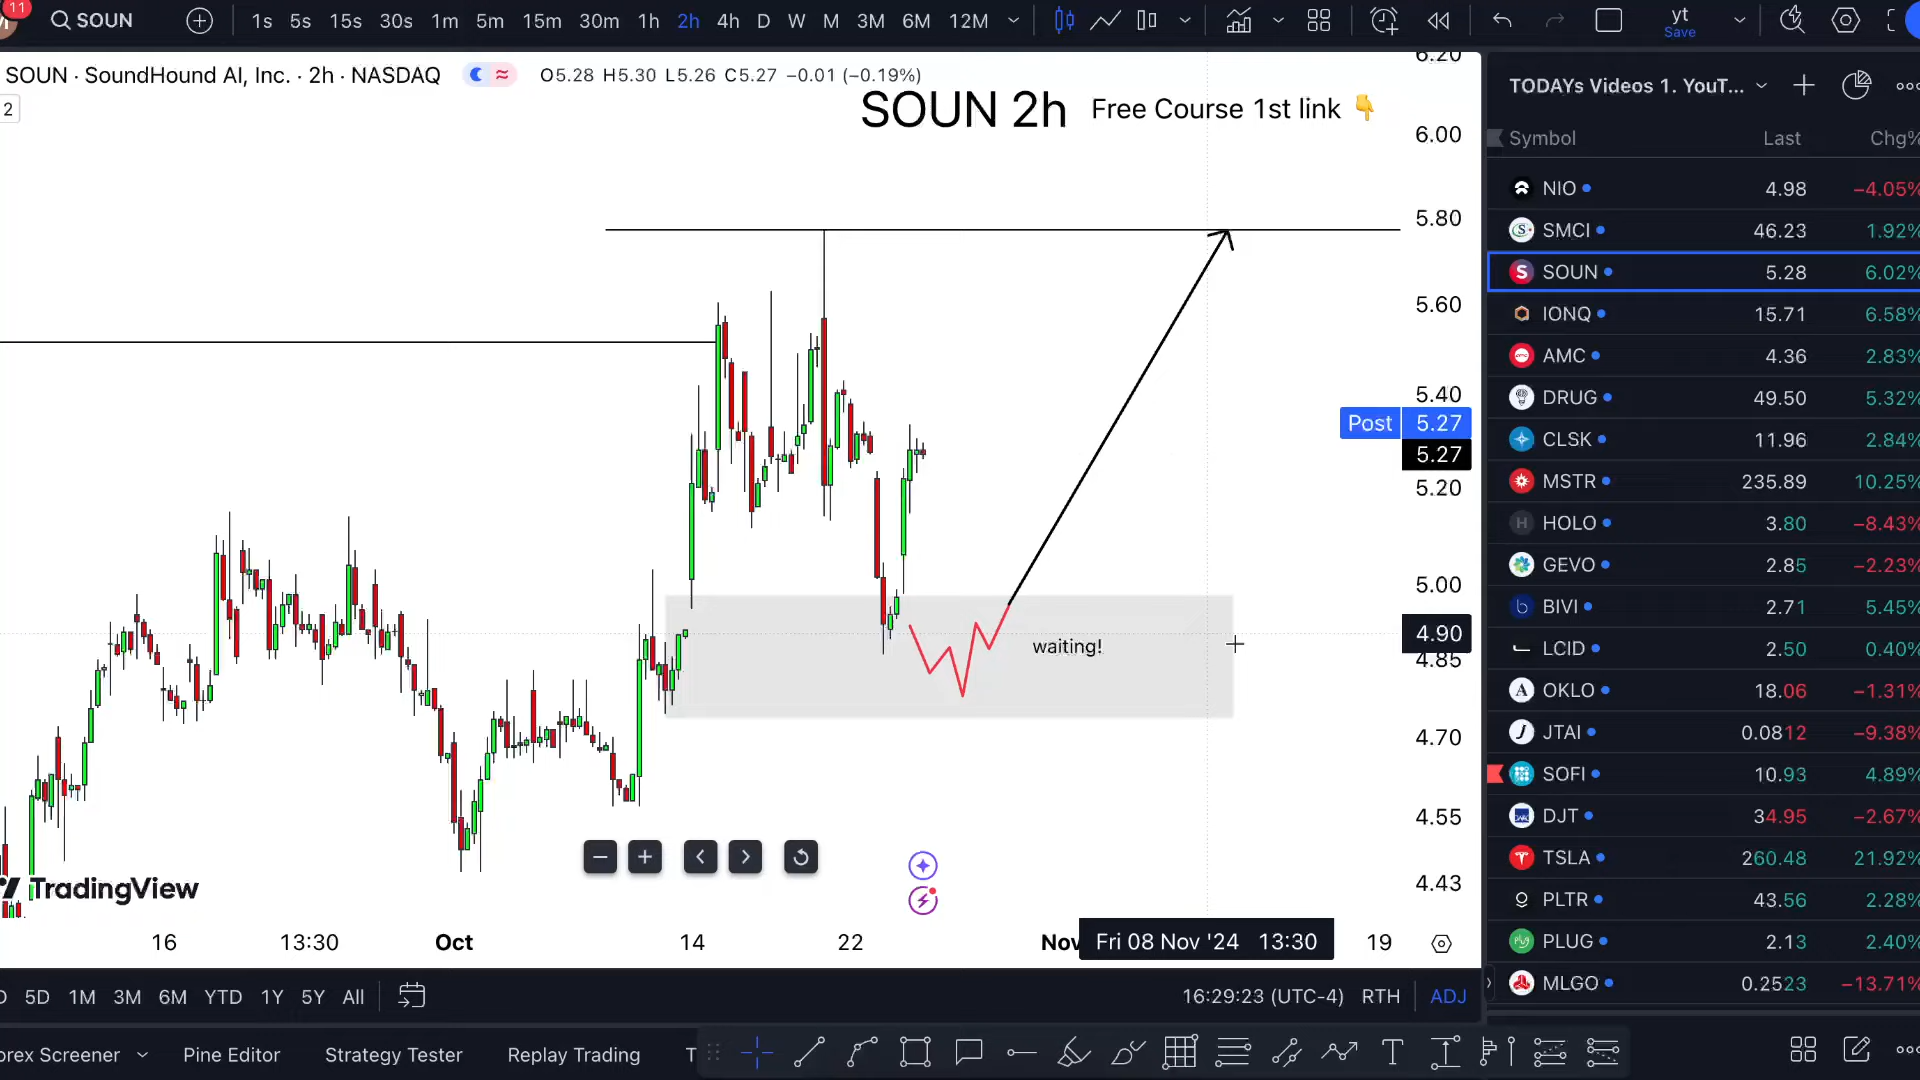 11
SOUN 1s 5s 15s 30s 1m 5m 15m 30m 1h 2h 4h D W M 3M 6M 12M yt
Save
SOUN · SoundHound AI, Inc. · 2h · NASDAQ O5.28 H5.30 L5.26 C5.27 −0.01 (−0.19%)
2
SOUN 2h Free Course 1st link 👇
6.20
6.00
5.80
5.60
5.40
Post 5.27
5.27
5.20
5.00
4.90
4.85
4.70
4.55
4.43
waiting!
TradingView
16 13:30 Oct 14 22 Nov Fri 08 Nov '24 13:30 19
5D 1M 3M 6M YTD 1Y 5Y All 16:29:23 (UTC-4) RTH ADJ
orex Screener Pine Editor Strategy Tester Replay Trading T
TODAYs Videos 1. YouT...
Symbol Last Chg%
NIO 4.98 −4.05%
SMCI 46.23 1.92%
SOUN 5.28 6.02%
IONQ 15.71 6.58%
AMC 4.36 2.83%
DRUG 49.50 5.32%
CLSK 11.96 2.84%
MSTR 235.89 10.25%
HOLO 3.80 −8.43%
GEVO 2.85 −2.23%
BIVI 2.71 5.45%
LCID 2.50 0.40%
OKLO 18.06 −1.31%
JTAI 0.0812 −9.38%
SOFI 10.93 4.89%
DJT 34.95 −2.67%
TSLA 260.48 21.92%
PLTR 43.56 2.28%
PLUG 2.13 2.40%
MLGO 0.2523 −13.71%